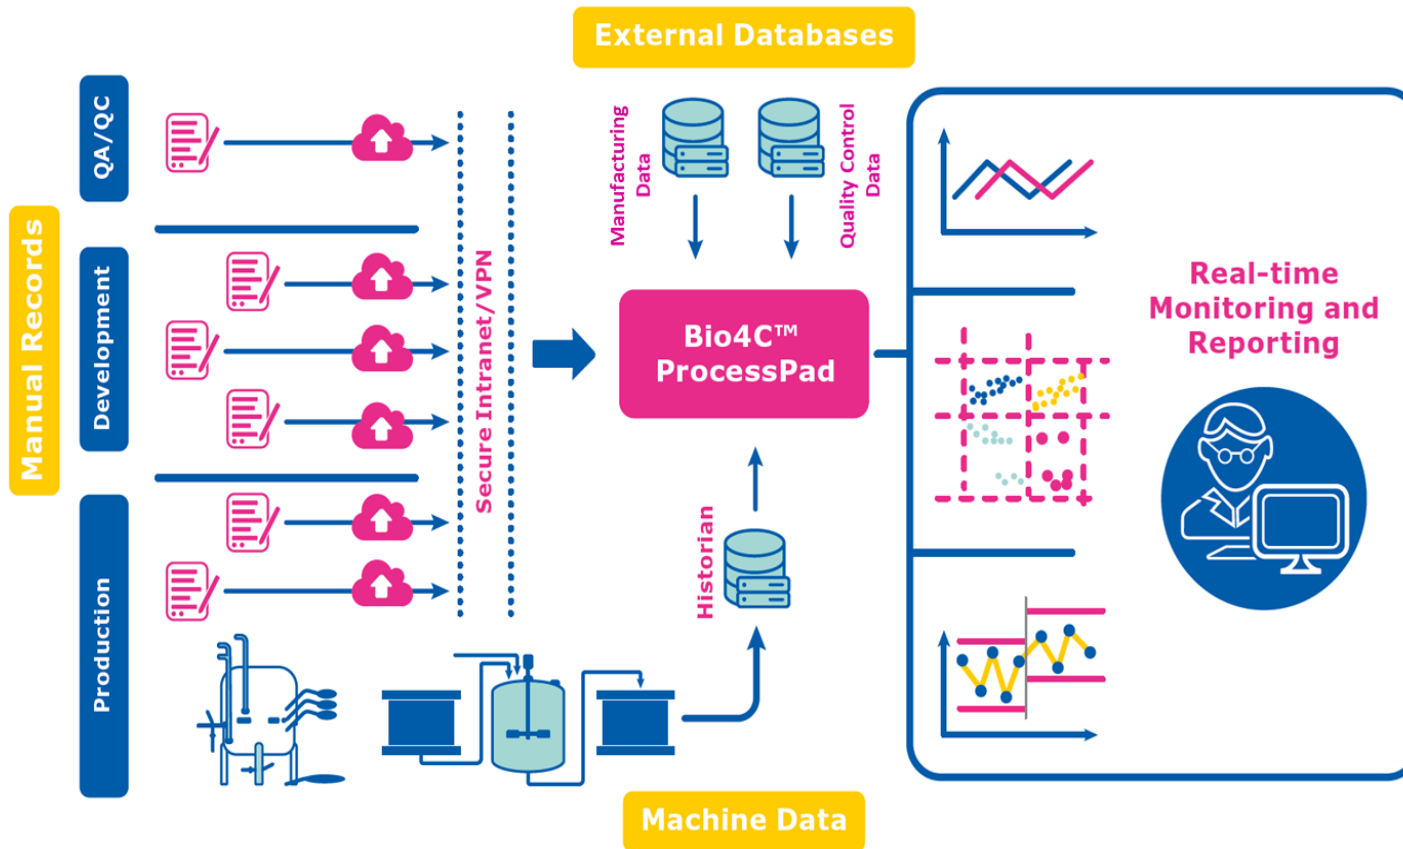 External Databases
Manual Records
QA/QC
Development
Production
Secure Intranet/VPN
Manufacturing
Data
Quality Control
Data
Bio4C™
ProcessPad
Historian
Machine Data
Real-time
Monitoring and
Reporting